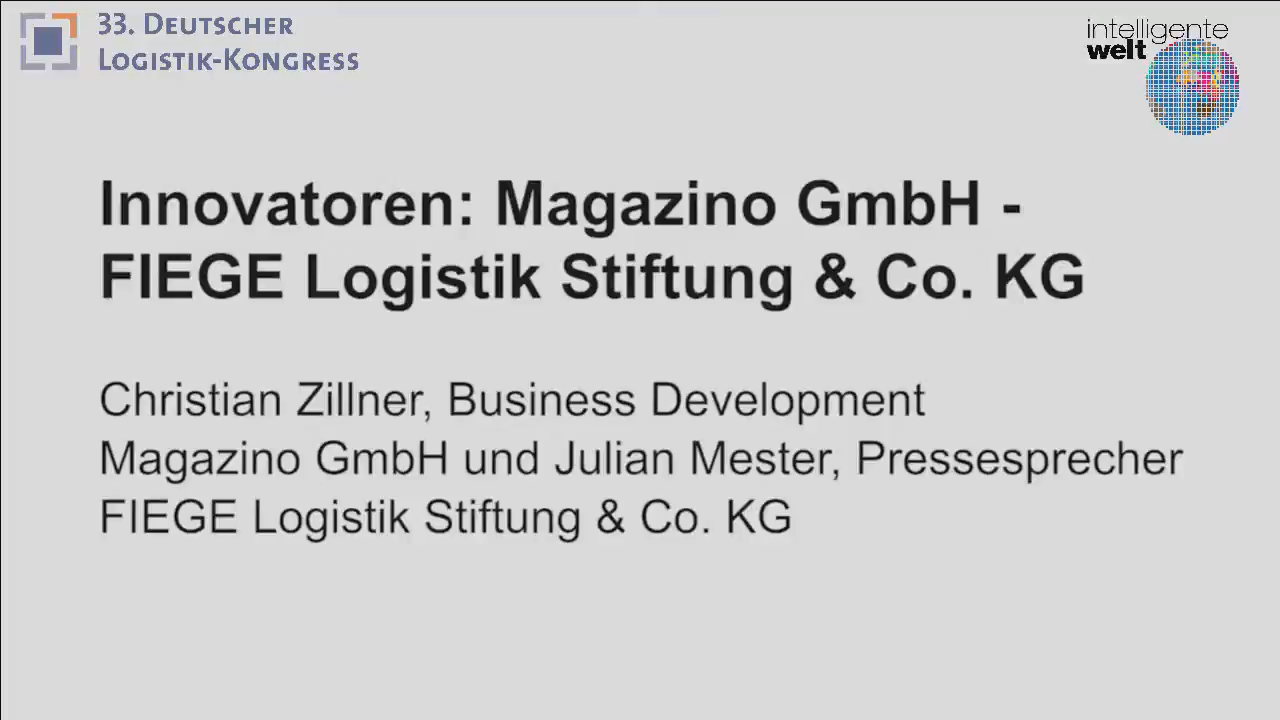 33. Deutscher
Logistik-Kongress
intelligente
welt
Innovatoren: Magazino GmbH -
FIEGE Logistik Stiftung & Co. KG
Christian Zillner, Business Development
Magazino GmbH und Julian Mester, Pressesprecher
FIEGE Logistik Stiftung & Co. KG